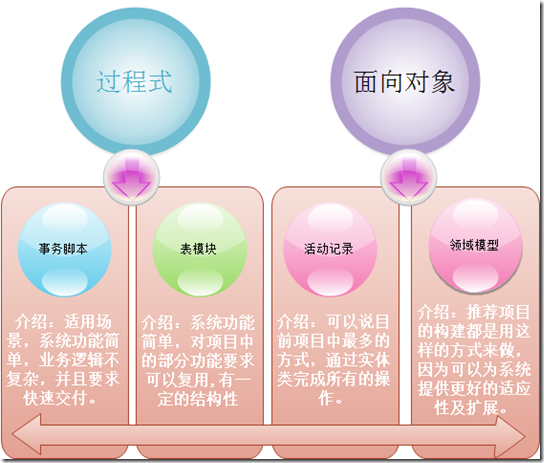 过程式
面向对象
事务脚本
介绍：适用场
景，系统功能简
单，业务逻辑不
复杂，并且要求
快速交付。
表模块
介绍：系统功能
简单，对项目中
的部分功能要求
可以复用,有一
定的结构性
活动记录
介绍：可以说目
前项目中最多的
方式，通过实体
类完成所有的操
作。
领域模型
介绍：推荐项目
的构建都是用这
样的方式来做，
因为可以为系统
提供更好的适应
性及扩展。